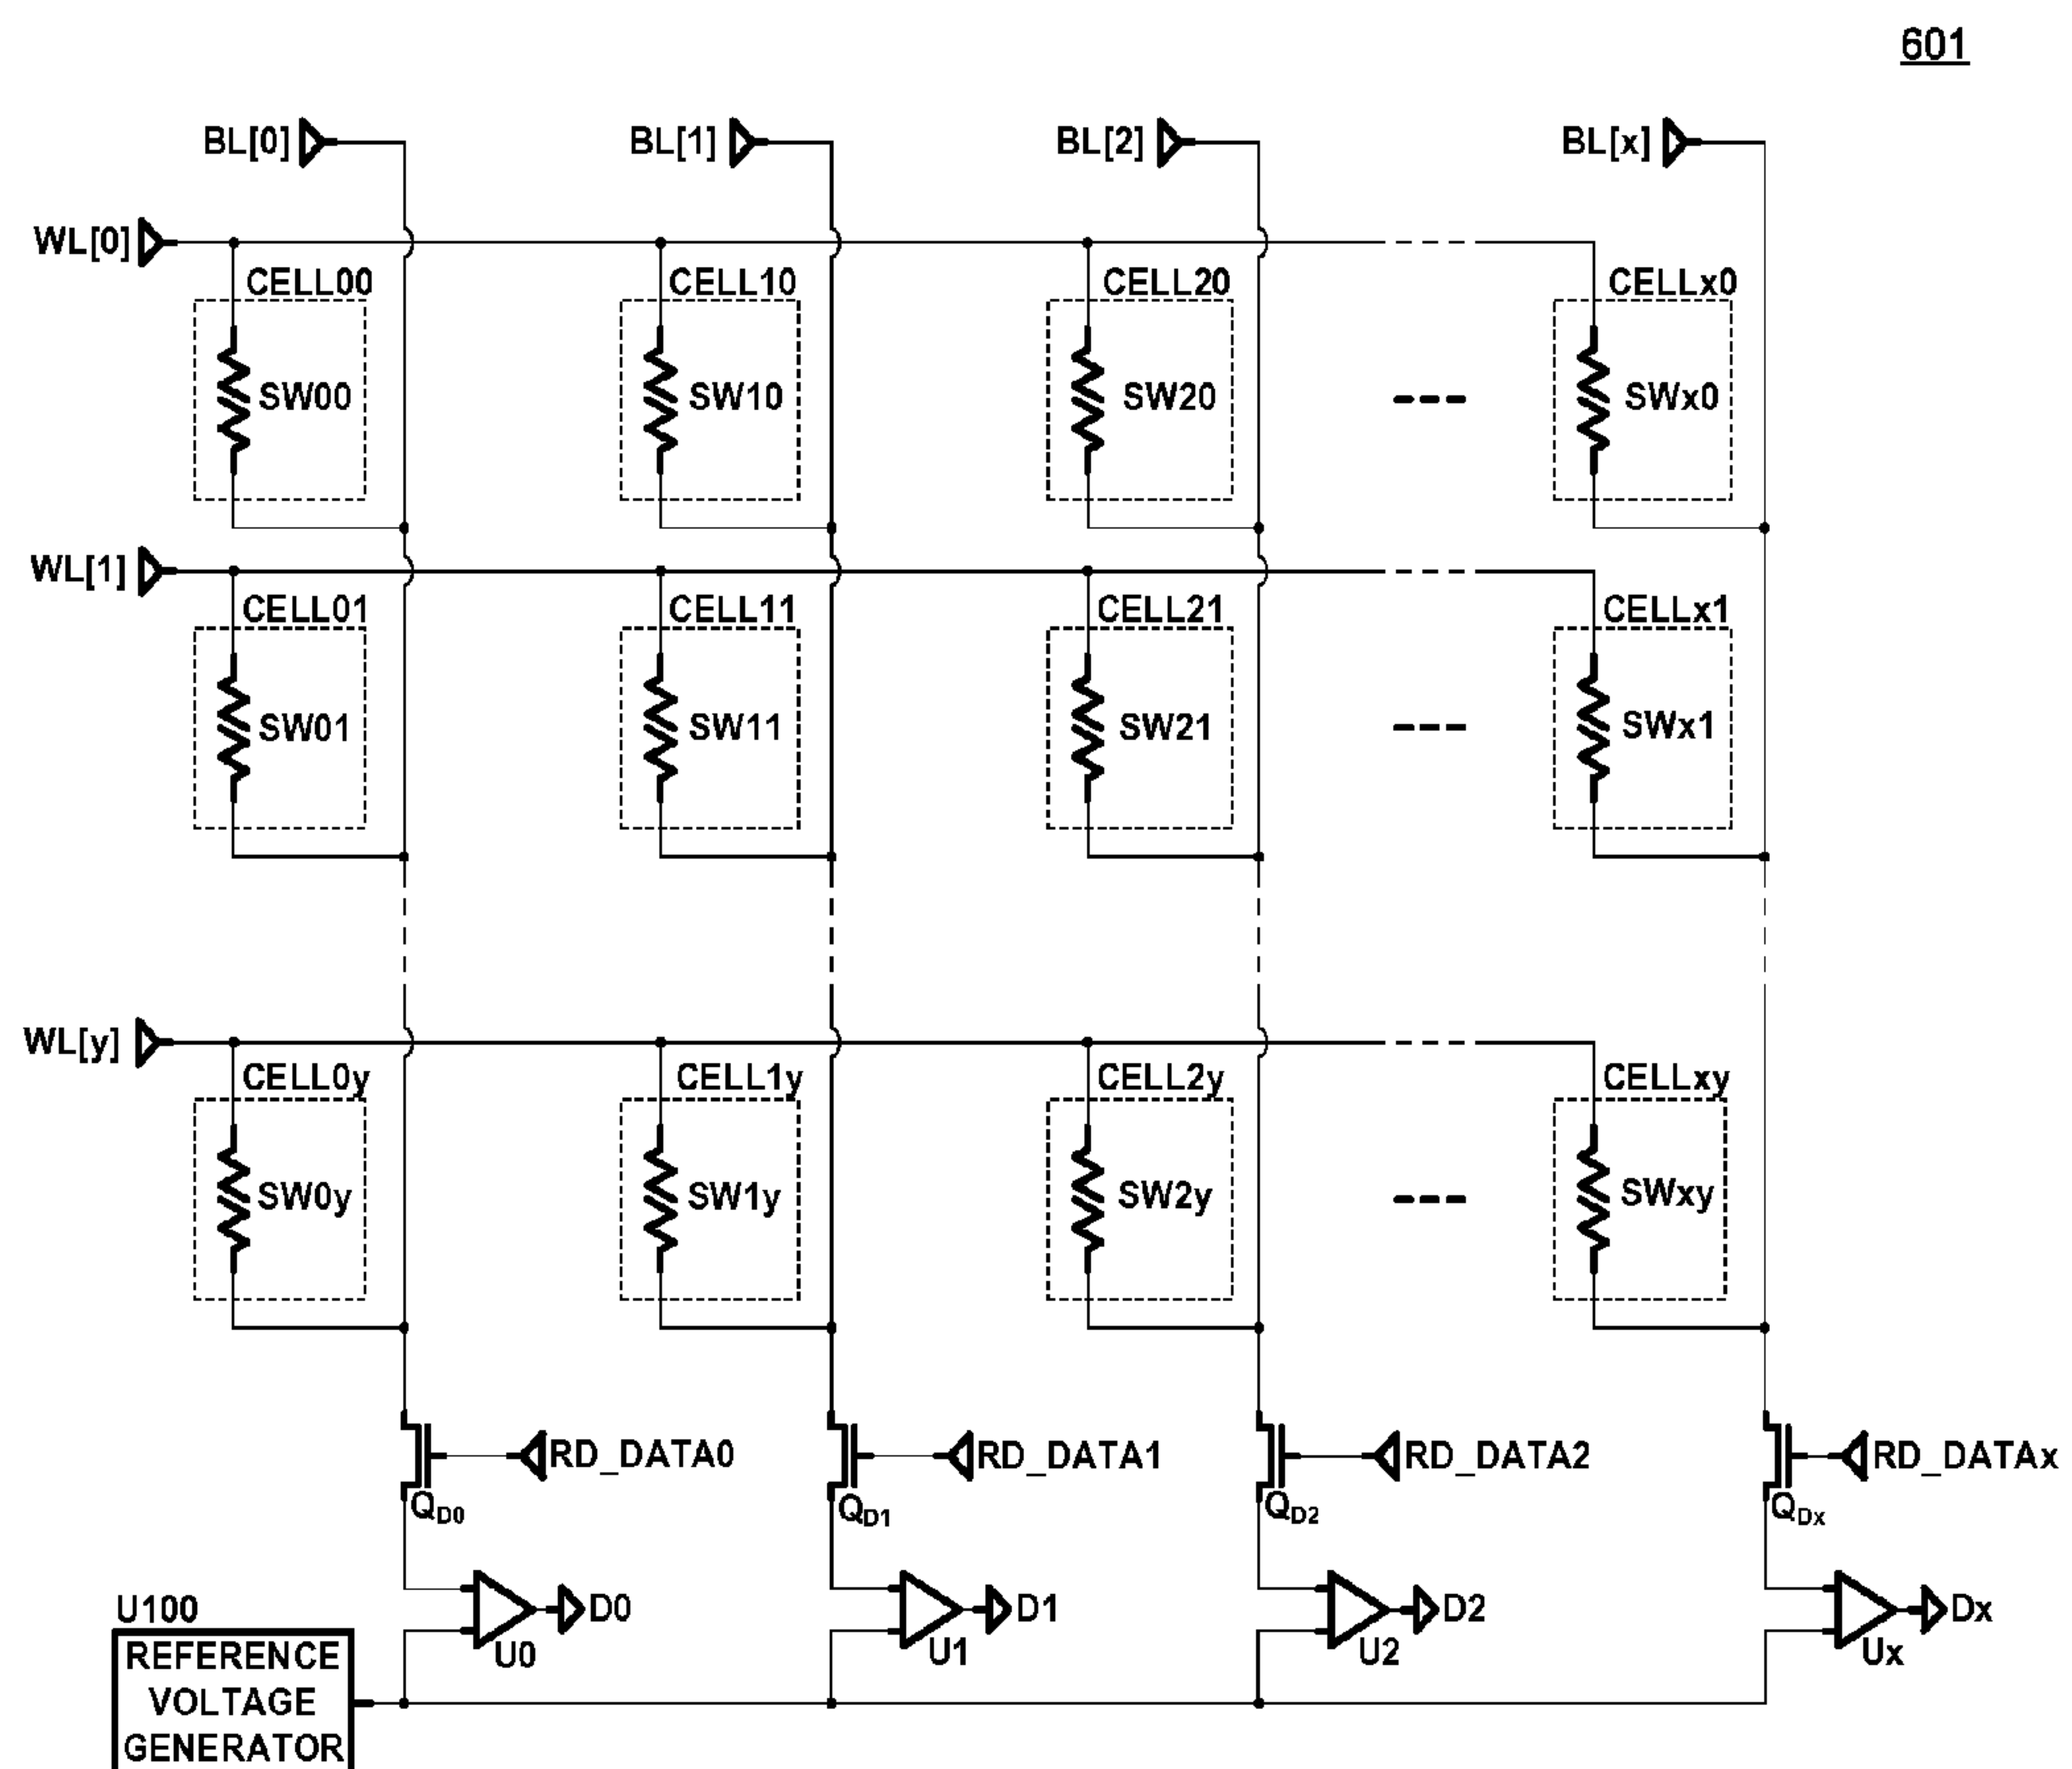 601
BL[0] BL[1] BL[2] BL[x]
WL[0]
CELL00 CELL10 CELL20 CELLx0
SW00 SW10 SW20 SWx0
WL[1]
CELL01 CELL11 CELL21 CELLx1
SW01 SW11 SW21 SWx1
WL[y]
CELL0y CELL1y CELL2y CELLxy
SW0y SW1y SW2y SWxy
RD_DATA0 RD_DATA1 RD_DATA2 RD_DATAx
QD0 QD1 QD2 QDx
D0 D1 D2 Dx
U0 U1 U2 Ux
U100
REFERENCE
VOLTAGE
GENERATOR